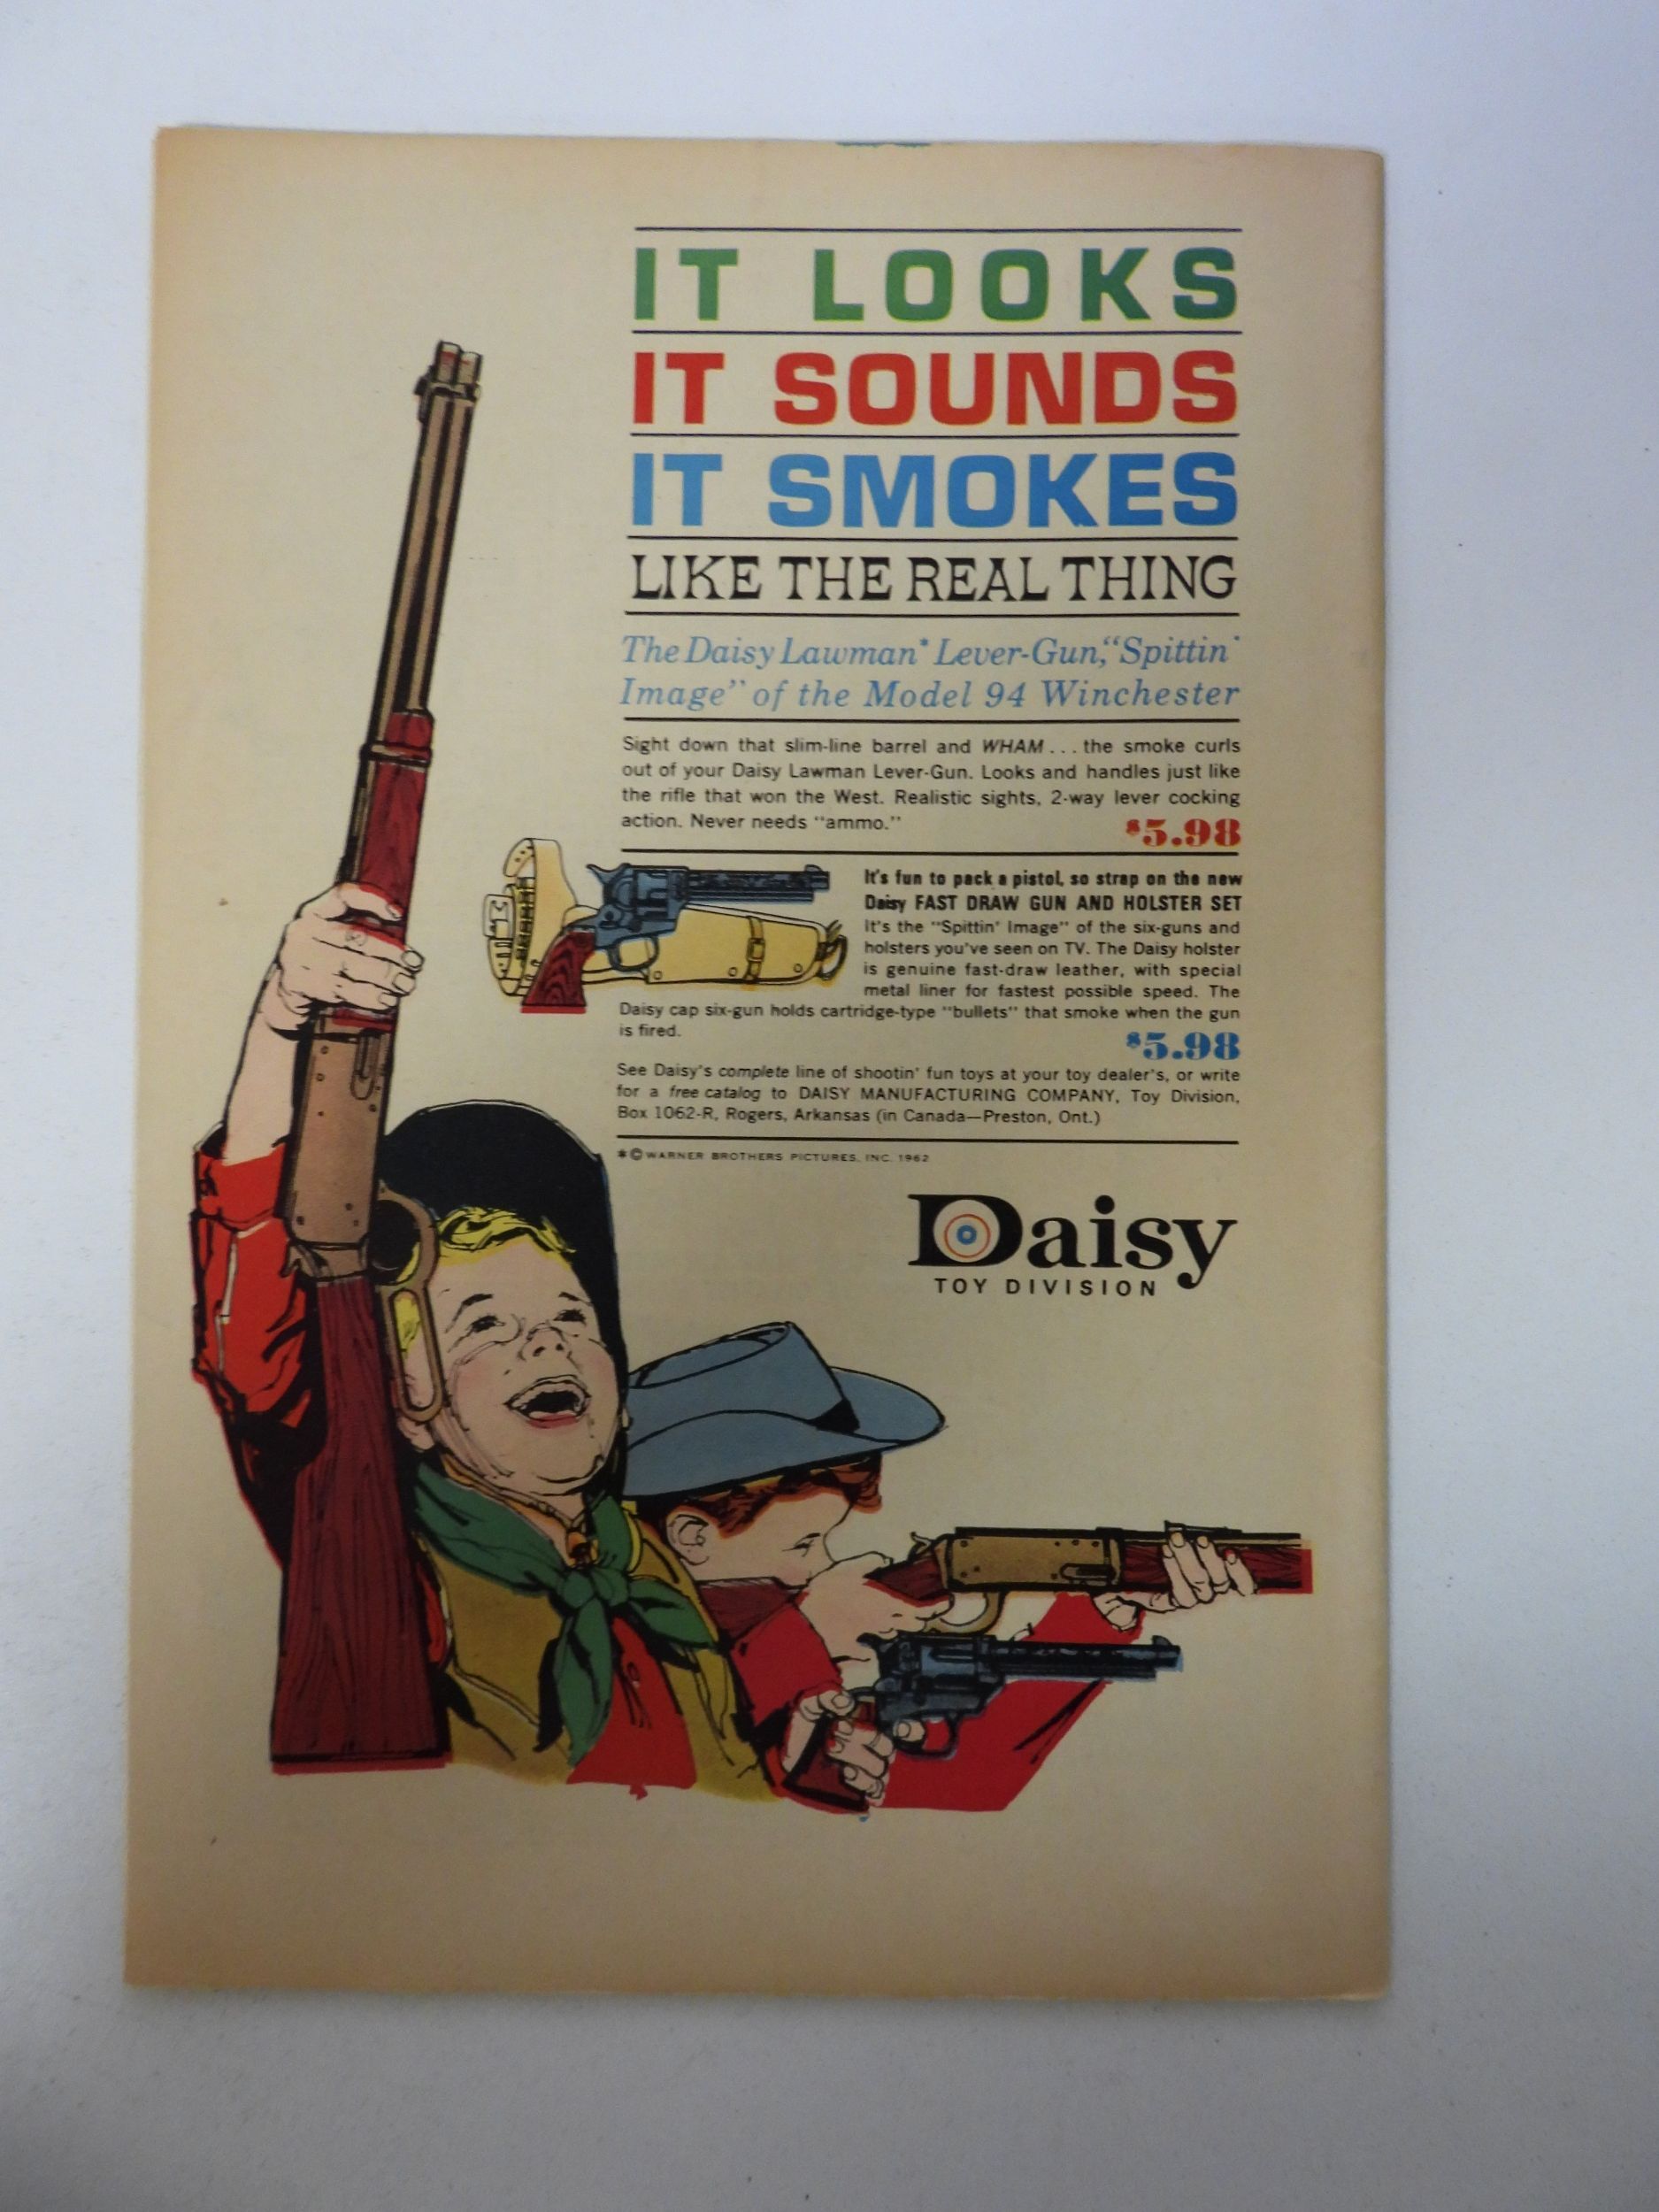 IT LOOKS
IT SOUNDS
IT SMOKES
LIKE THE REAL THING
The Daisy Lawman* Lever-Gun, “Spittin'
Image” of the Model 94 Winchester
Sight down that slim-line barrel and WHAM . . . the smoke curls
out of your Daisy Lawman Lever-Gun. Looks and handles just like
the rifle that won the West. Realistic sights, 2-way lever cocking
action. Never needs “ammo.”
$5.98
It's fun to pack a pistol, so strap on the new
Daisy FAST DRAW GUN AND HOLSTER SET
It's the “Spittin' Image” of the six-guns and
holsters you've seen on TV. The Daisy holster
is genuine fast-draw leather, with special
metal liner for fastest possible speed. The
Daisy cap six-gun holds cartridge-type “bullets” that smoke when the gun
is fired.
$5.98
See Daisy's complete line of shootin' fun toys at your toy dealer's, or write
for a free catalog to DAISY MANUFACTURING COMPANY, Toy Division,
Box 1062-R, Rogers, Arkansas (in Canada—Preston, Ont.)
*©WARNER BROTHERS PICTURES, INC. 1962
Daisy
TOY DIVISION